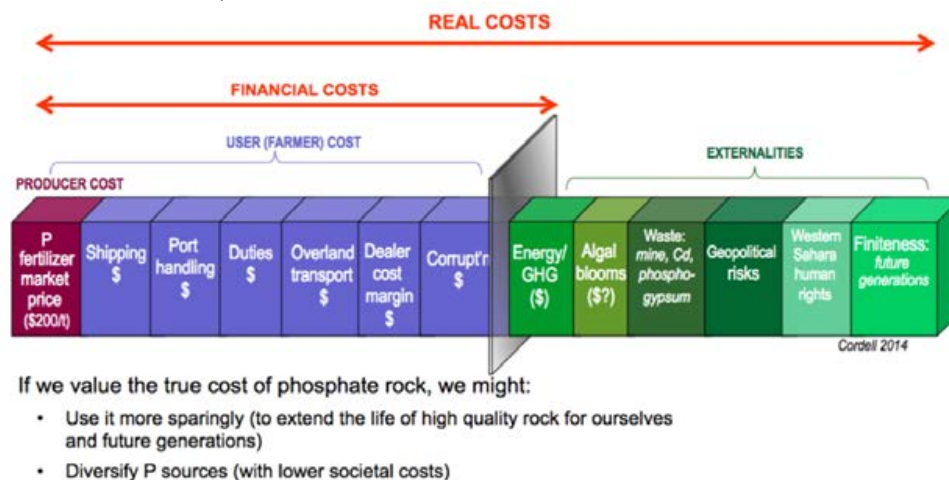 REAL COSTS
FINANCIAL COSTS
USER (FARMER) COST
EXTERNALITIES
PRODUCER COST
P
fertilizer
market
price
($200/t)
Shipping
$
Port
handling
$
Duties
$
Overland
transport
$
Dealer
cost
margin
$
Corrupt'n
$
Energy/
GHG
($)
Algal
blooms
($?)
Waste:
mine, Cd,
phospho-
gypsum
Geopolitical
risks
Western
Sahara
human
rights
Finiteness:
future
generations
Cordell 2014
If we value the true cost of phosphate rock, we might:
• Use it more sparingly (to extend the life of high quality rock for ourselves
and future generations)
• Diversify P sources (with lower societal costs)